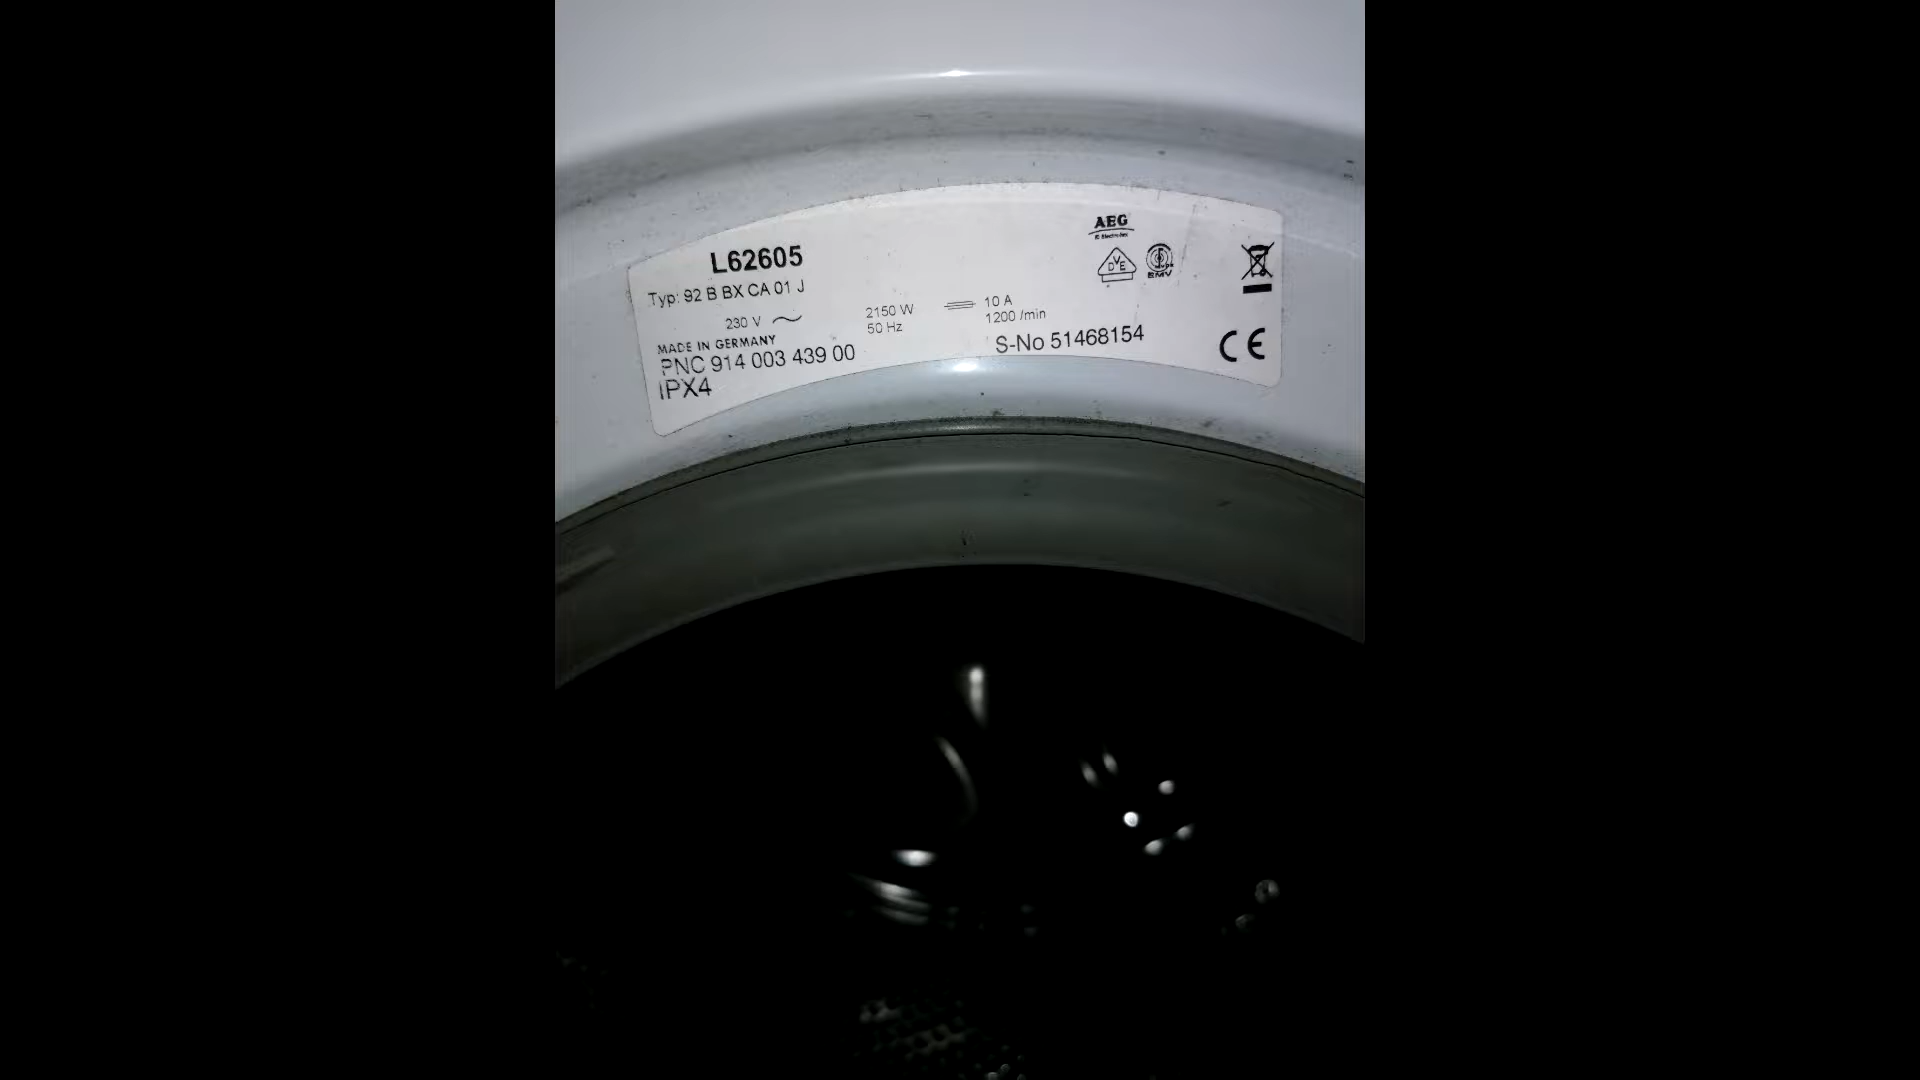 AEG
L62605
DVE
EMV
Typ: 92 B BX CA 01 J
230 V 2150 W 10 A
50 Hz 1200 /min
MADE IN GERMANY
PNC 914 003 439 00 S-No 51468154
IPX4
CE